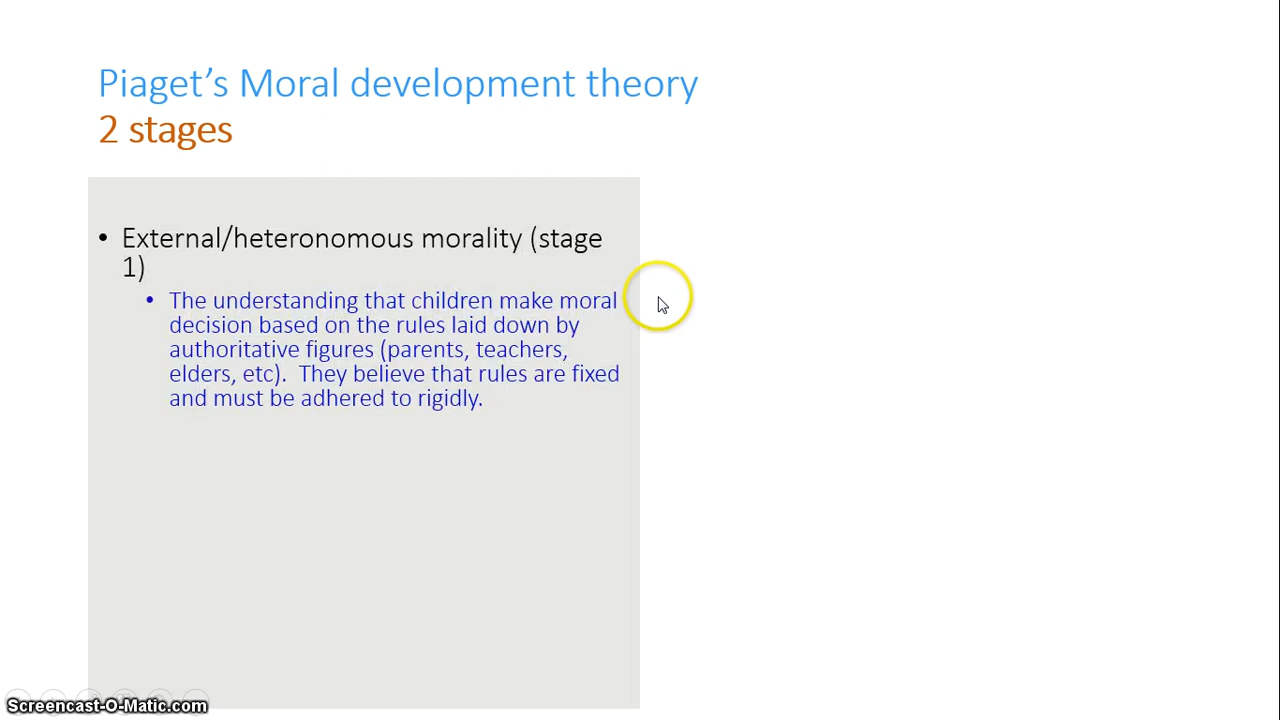 Piaget’s Moral development theory
2 stages
• External/heteronomous morality (stage
1)
• The understanding that children make moral
decision based on the rules laid down by
authoritative figures (parents, teachers,
elders, etc).  They believe that rules are fixed
and must be adhered to rigidly.
Screencast-O-Matic.com